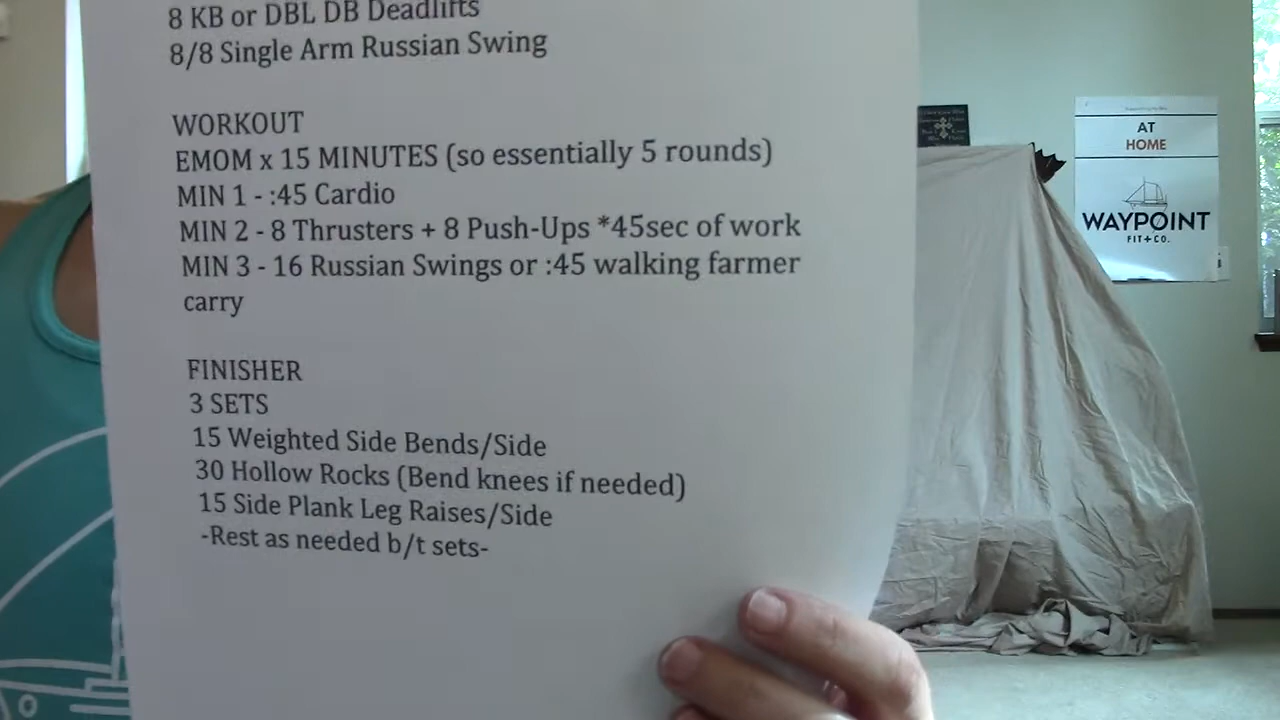 8 KB or DBL DB Deadlifts
8/8 Single Arm Russian Swing
WORKOUT
EMOM x 15 MINUTES (so essentially 5 rounds)
MIN 1 - :45 Cardio
MIN 2 - 8 Thrusters + 8 Push-Ups *45sec of work
MIN 3 - 16 Russian Swings or :45 walking farmer
carry
FINISHER
3 SETS
15 Weighted Side Bends/Side
30 Hollow Rocks (Bend knees if needed)
15 Side Plank Leg Raises/Side
-Rest as needed b/t sets-
AT
HOME
WAYPOINT
FIT+CO.